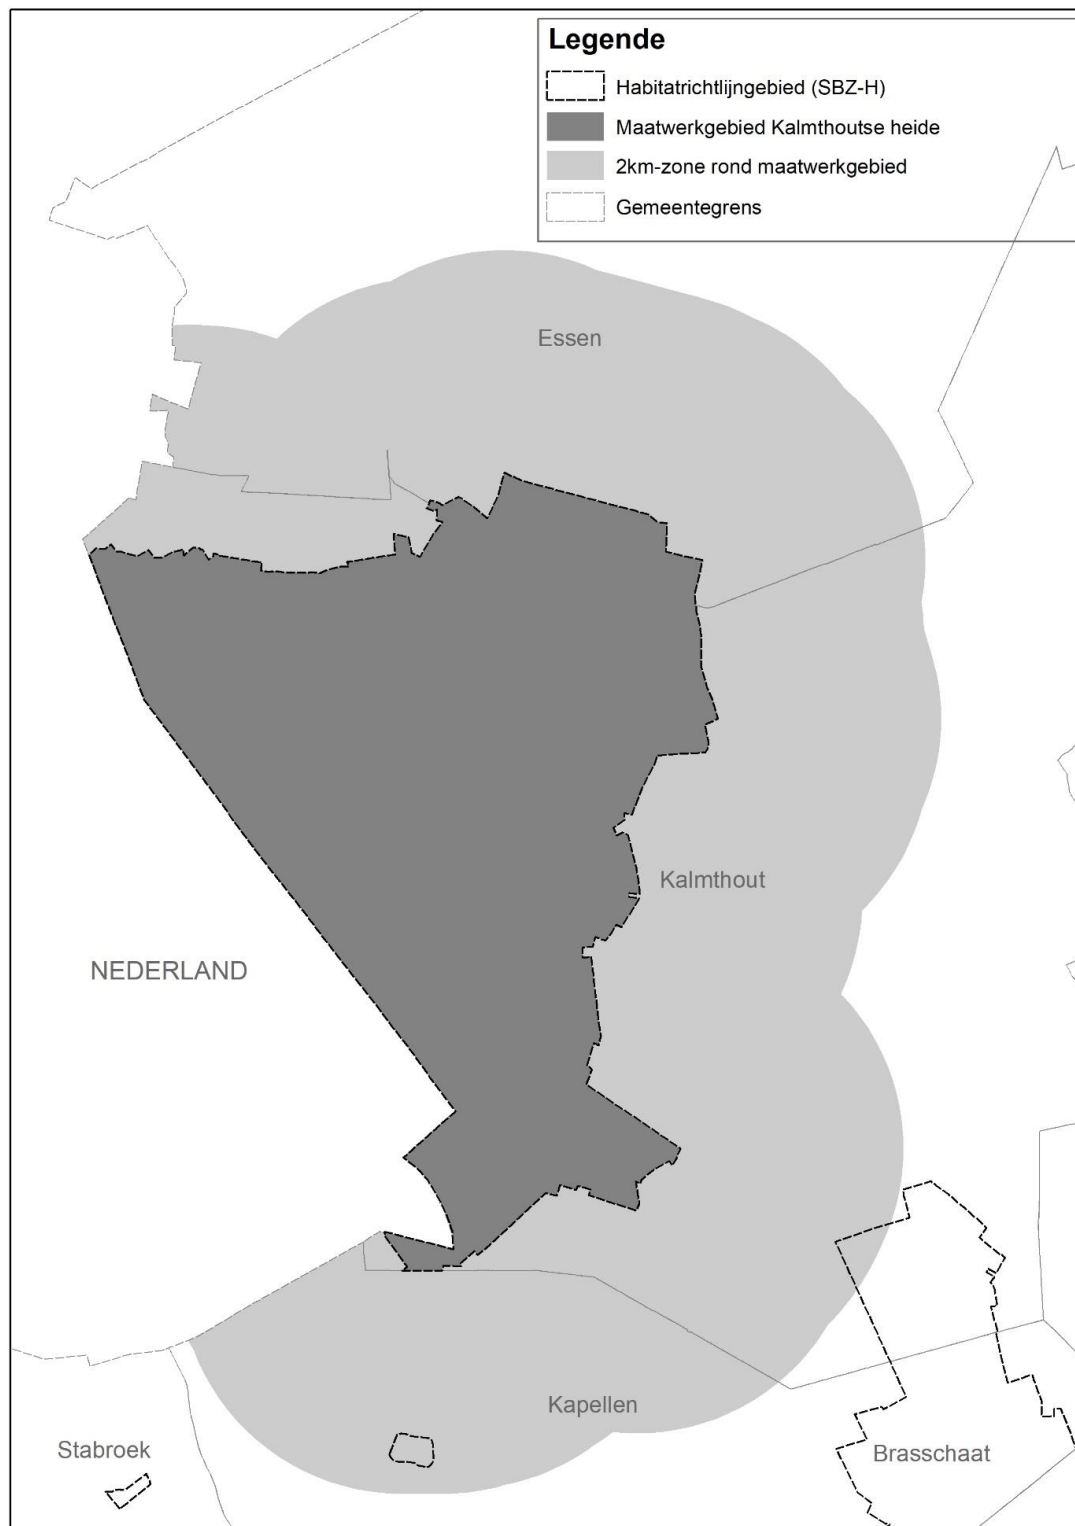 Legende
Habitatrichtlijngebied (SBZ-H)
Maatwerkgebied Kalmthoutse heide
2km-zone rond maatwerkgebied
Gemeentegrens
Essen
Kalmthout
NEDERLAND
Kapellen
Stabroek
Brasschaat